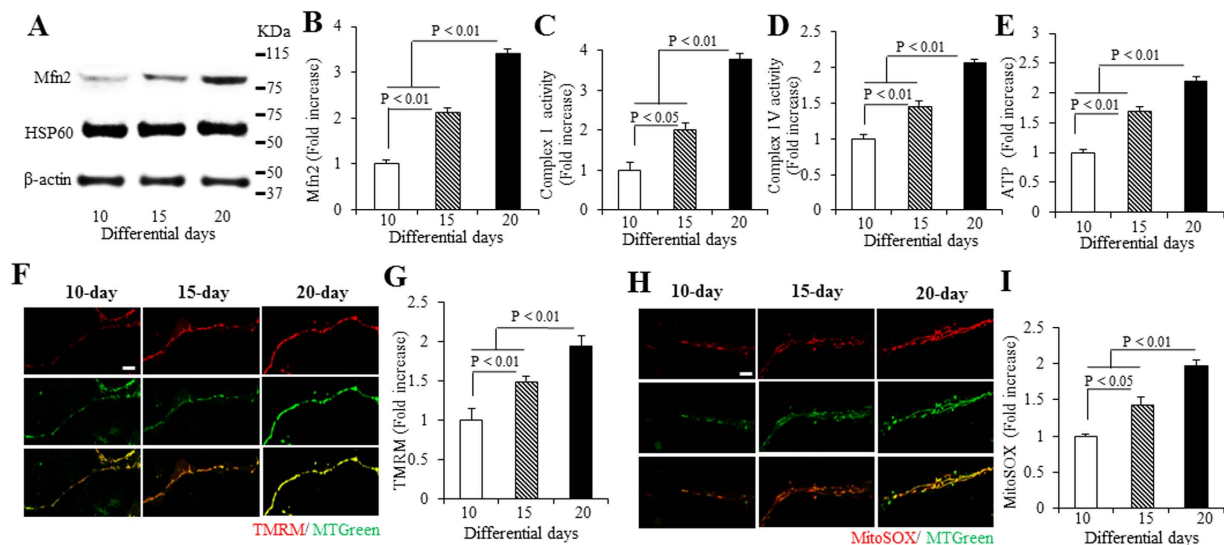 A
KDa
115
Mfn2
75
75
HSP60
50
50
β-actin
37
10 15 20
Differential days
B
Mfn2 (Fold increase)
4
3
2
1
0
P < 0.01
P < 0.01
10 15 20
Differential days
C
Complex I activity
(Fold increase)
4
3
2
1
0
P < 0.01
P < 0.05
10 15 20
Differential days
D
Complex IV activity
(Fold increase)
2.5
2
1.5
1
0.5
0
P < 0.01
P < 0.01
10 15 20
Differential days
E
ATP (Fold increase)
3
2
1
0
P < 0.01
P < 0.01
10 15 20
Differential days
F
10-day 15-day 20-day
TMRM/ MTGreen
G
TMRM (Fold increase)
2.5
2
1.5
1
0.5
0
P < 0.01
P < 0.01
10 15 20
Differential days
H
10-day 15-day 20-day
MitoSOX/ MTGreen
I
MitoSOX (Fold increase)
2.5
2
1.5
1
0.5
0
P < 0.01
P < 0.05
10 15 20
Differential days